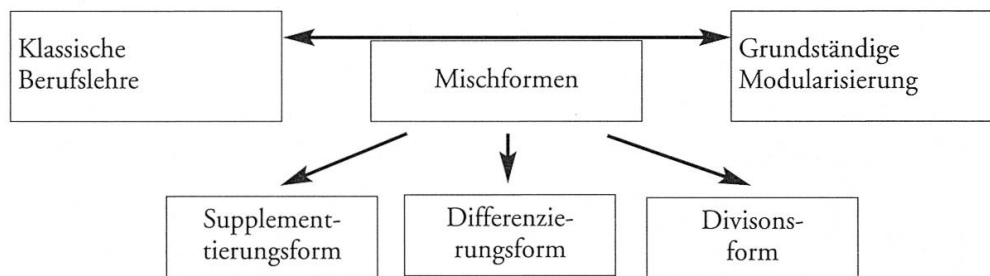 Klassische
Berufslehre
Mischformen
Grundständige
Modularisierung
Supplement-
tierungsform
Differenzie-
rungsform
Divisons-
form